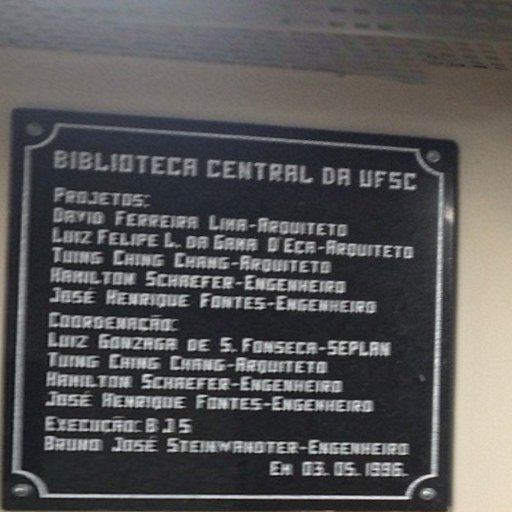 BIBLIOTECA CENTRAL DA UFSC
PROJETOS:
DAVID FERREIRA LIMA-ARQUITETO
LUIZ FELIPE L. DA GAMA D'EÇA-ARQUITETO
TUING CHING CHANG-ARQUITETO
HAMILTON SCHAEFER-ENGENHEIRO
JOSÉ HENRIQUE FONTES-ENGENHEIRO
COORDENAÇÃO:
LUIZ GONZAGA DE S. FONSECA-SEPLAN
TUING CHING CHANG-ARQUITETO
HAMILTON SCHAEFER-ENGENHEIRO
JOSÉ HENRIQUE FONTES-ENGENHEIRO
EXECUÇÃO: B J S
BRUNO JOSÉ STEINWANDTER-ENGENHEIRO
EM 03. 05. 1996.